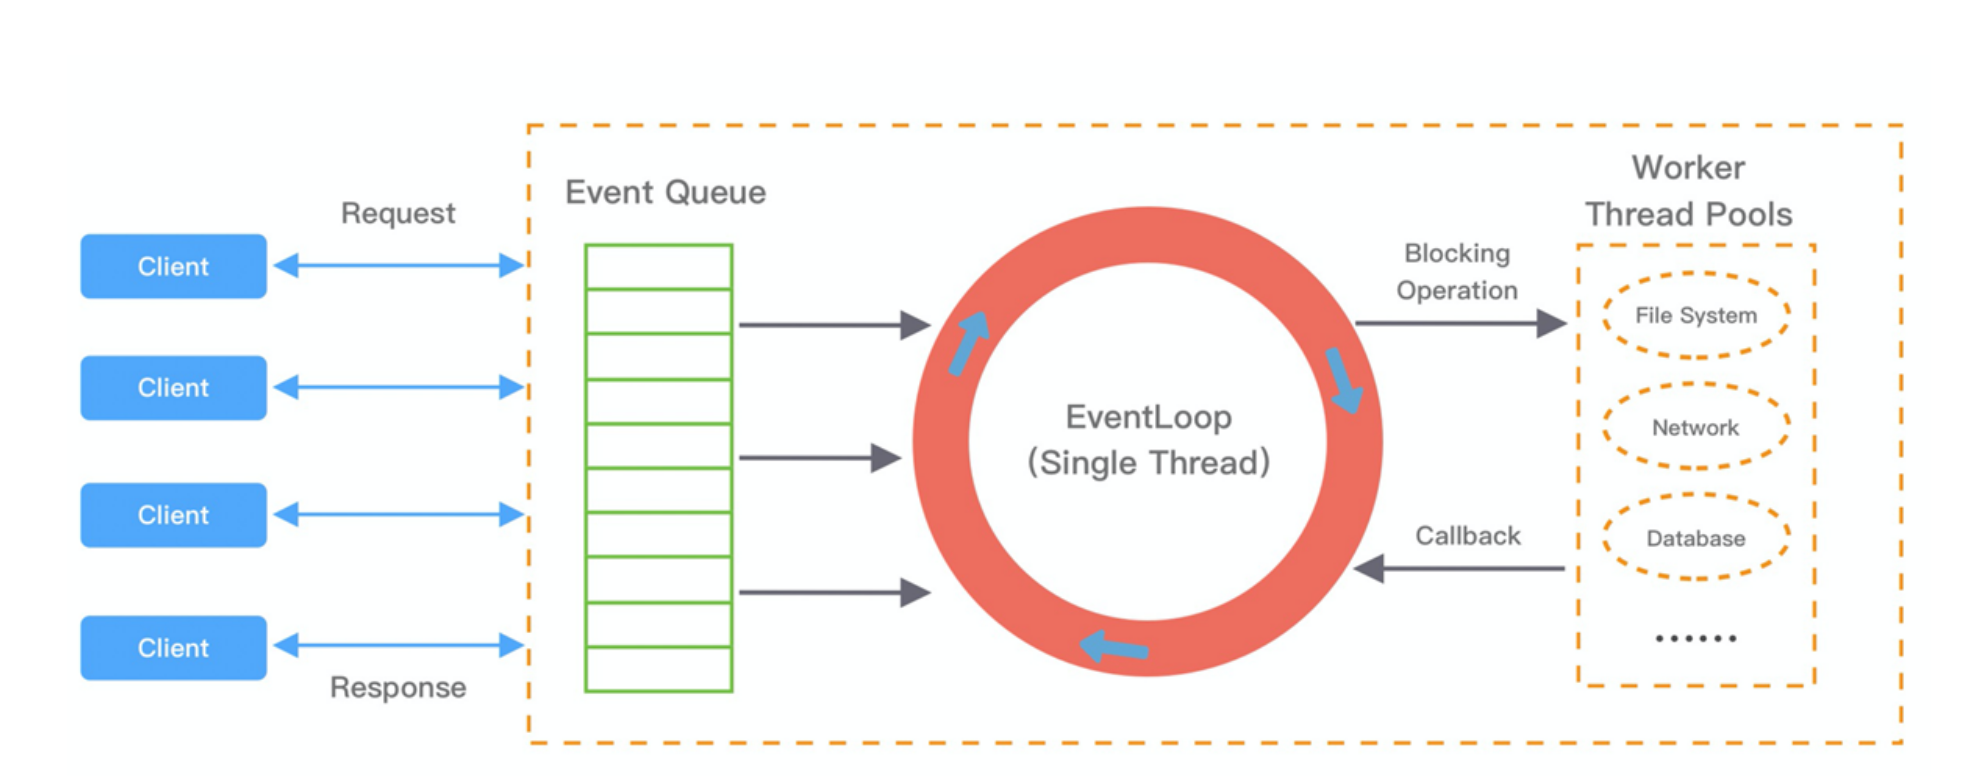 Request
Client
Client
Client
Client
Response
Event Queue
EventLoop
(Single Thread)
Blocking
Operation
Callback
Worker
Thread Pools
File System
Network
Database
......